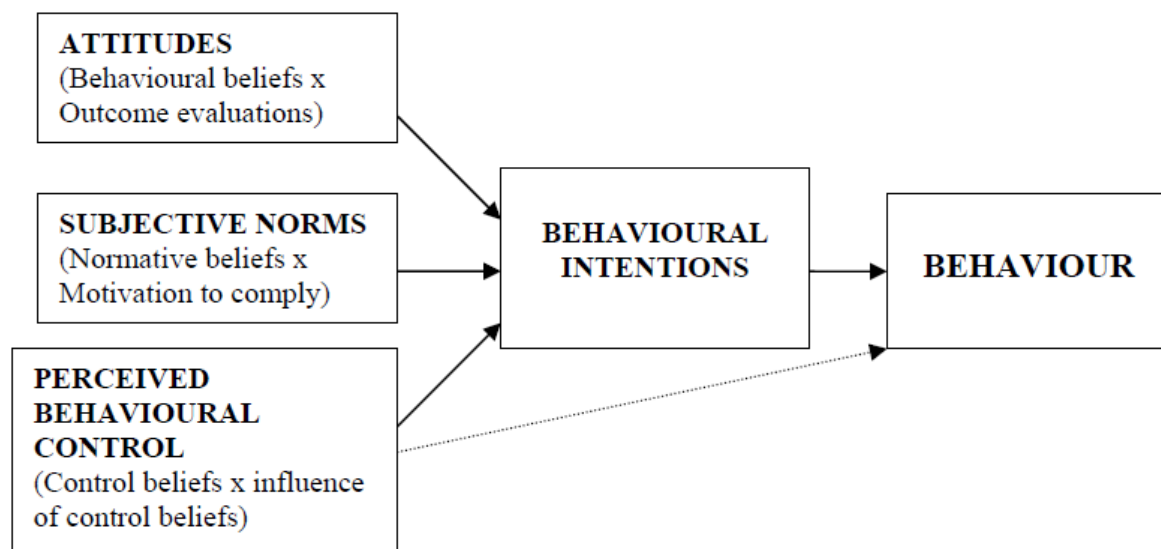 ATTITUDES
(Behavioural beliefs x
Outcome evaluations)
SUBJECTIVE NORMS
(Normative beliefs x
Motivation to comply)
PERCEIVED
BEHAVIOURAL
CONTROL
(Control beliefs x influence
of control beliefs)
BEHAVIOURAL
INTENTIONS
BEHAVIOUR